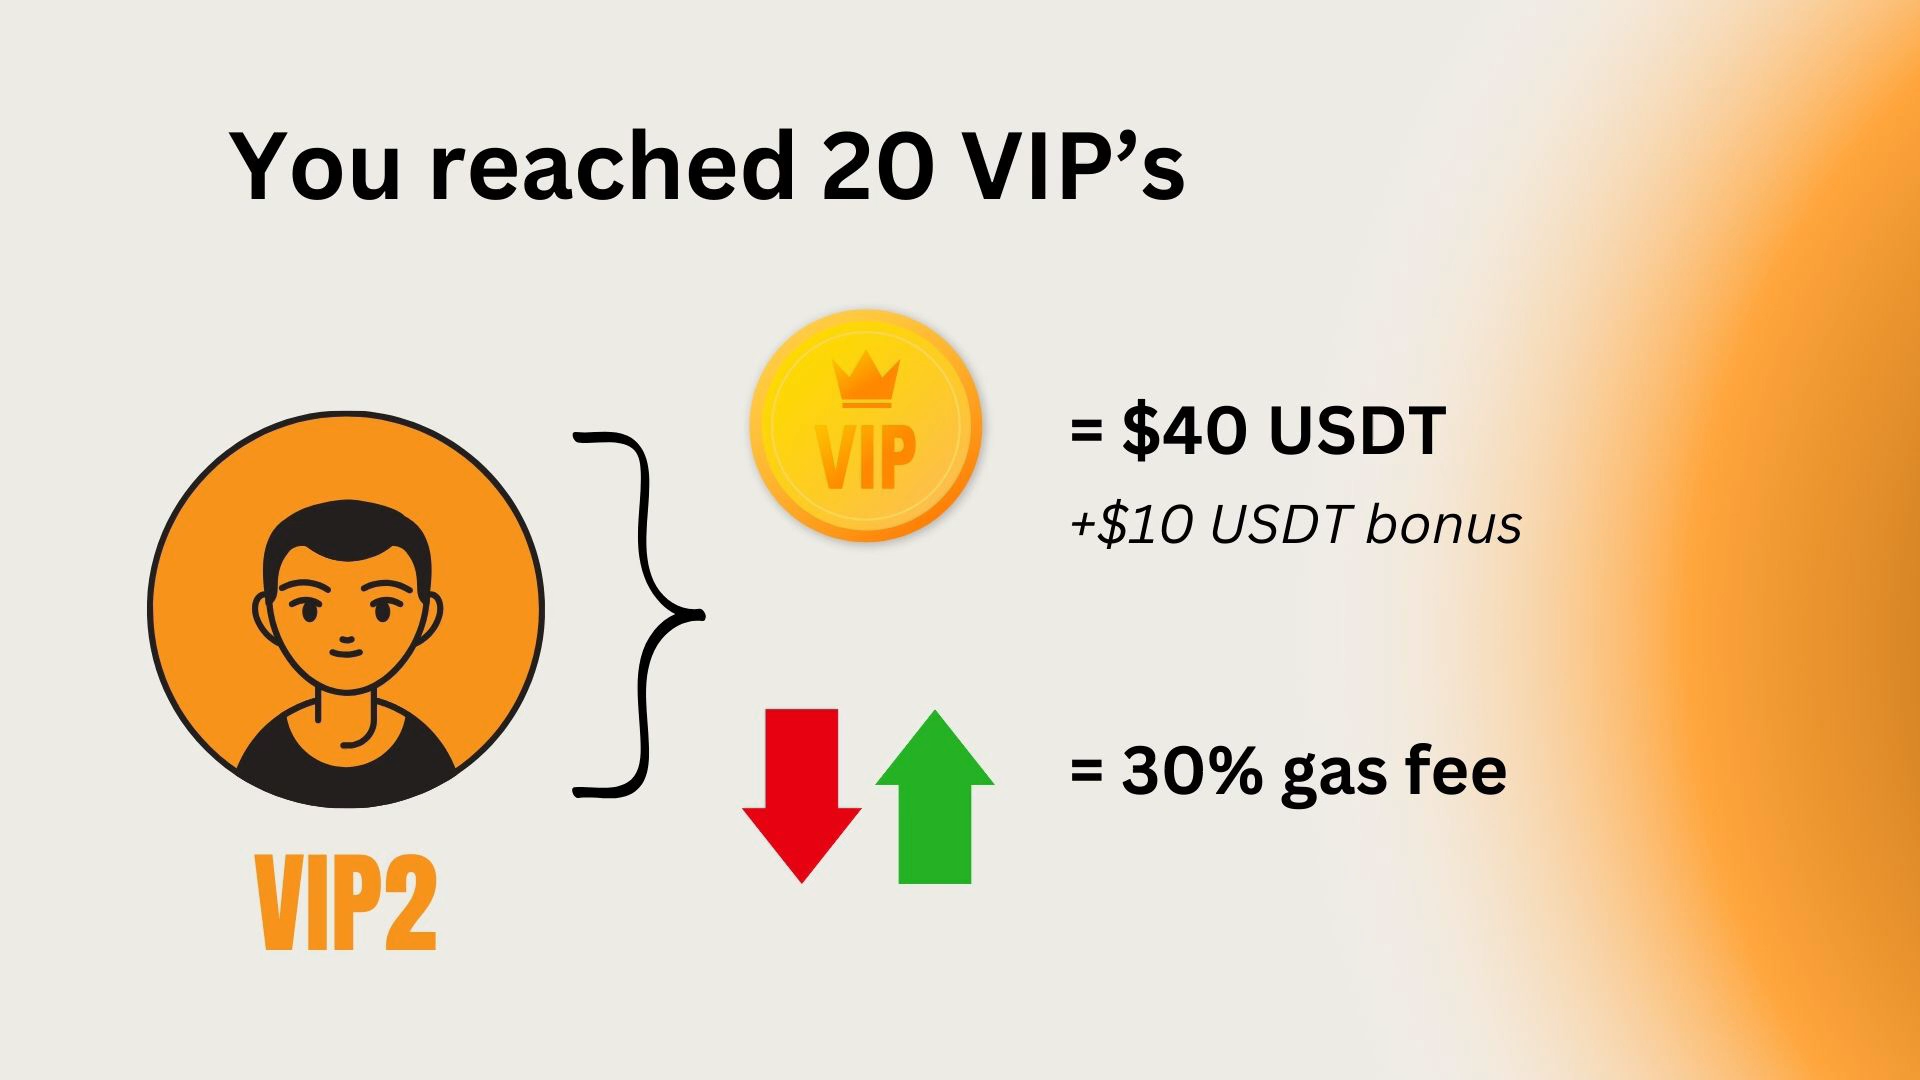 You reached 20 VIP’s
VIP
= $40 USDT
+$10 USDT bonus
= 30% gas fee
VIP2